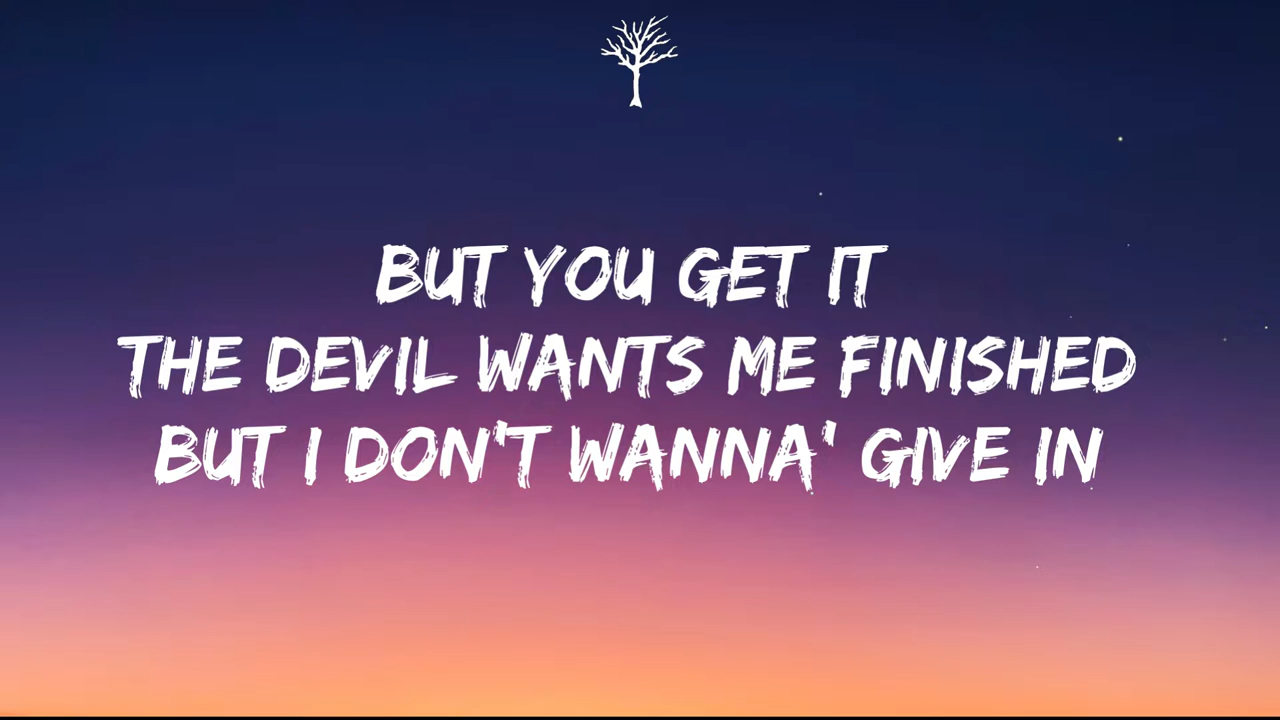 BUT YOU GET IT
THE DEVIL WANTS ME FINISHED
BUT I DON'T WANNA' GIVE IN